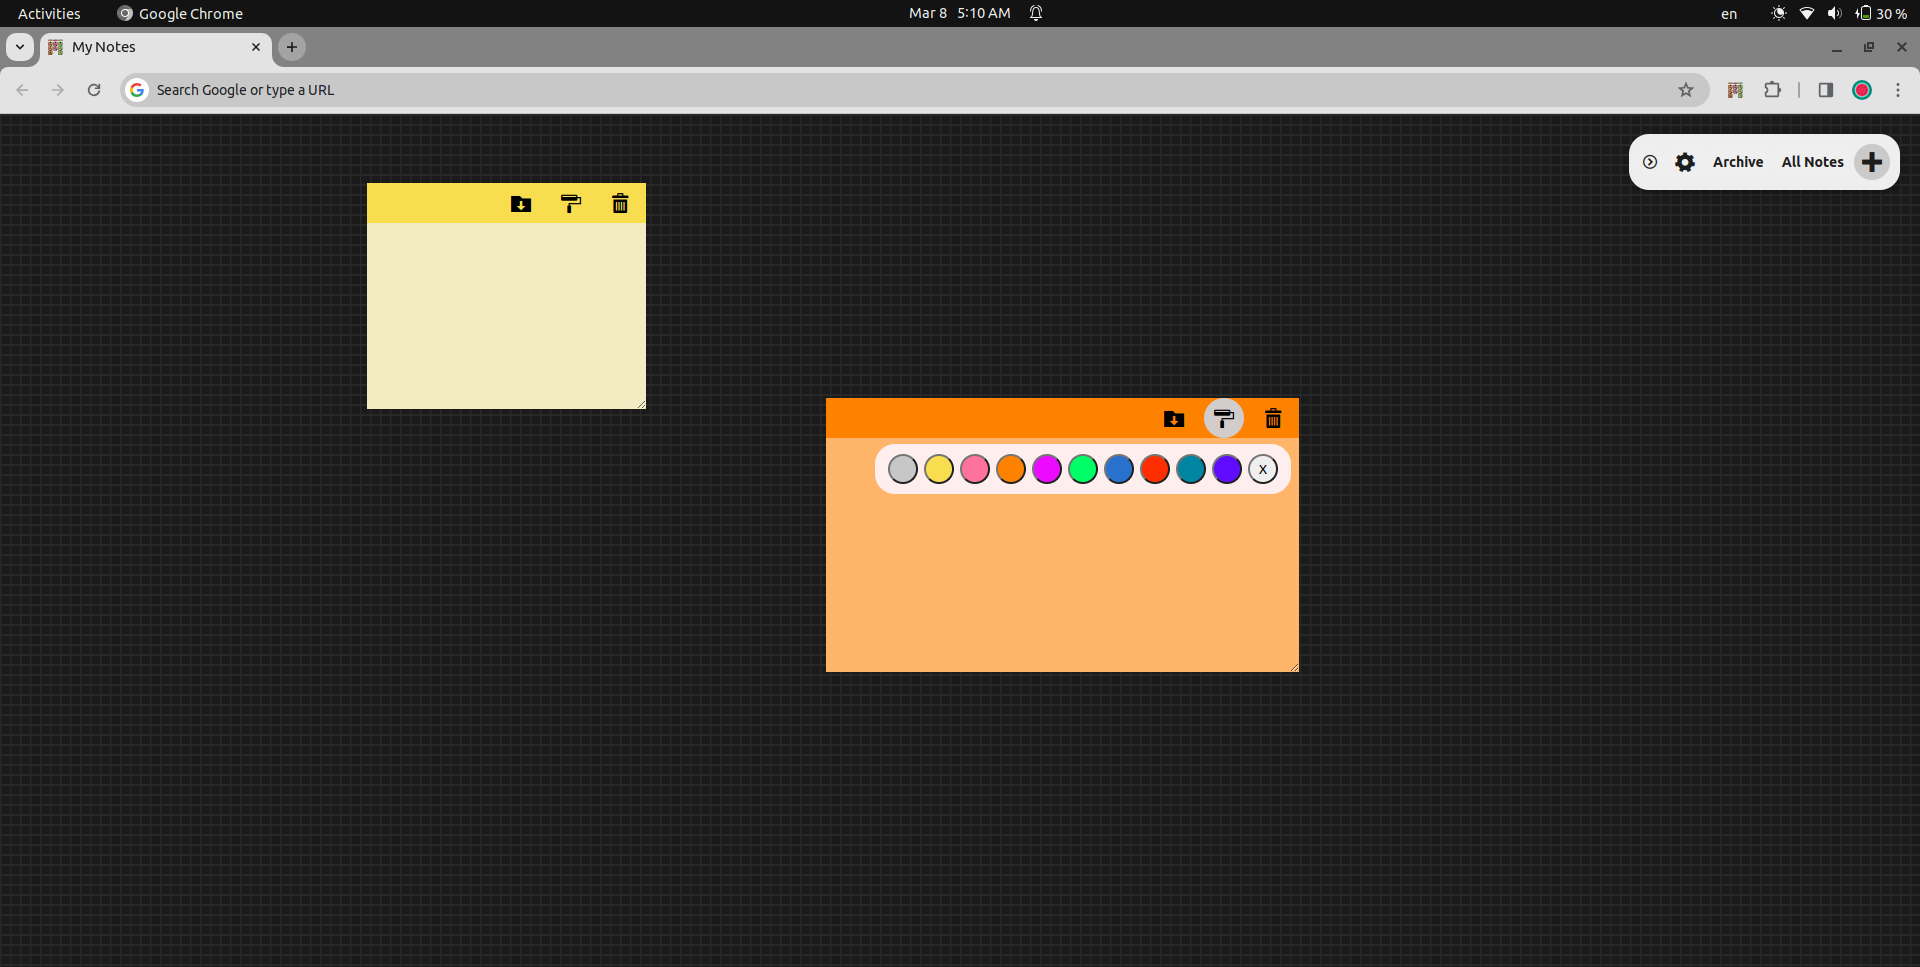 Activities Google Chrome Mar 8 5:10 AM en 30 %
My Notes
Search Google or type a URL
Archive All Notes
x